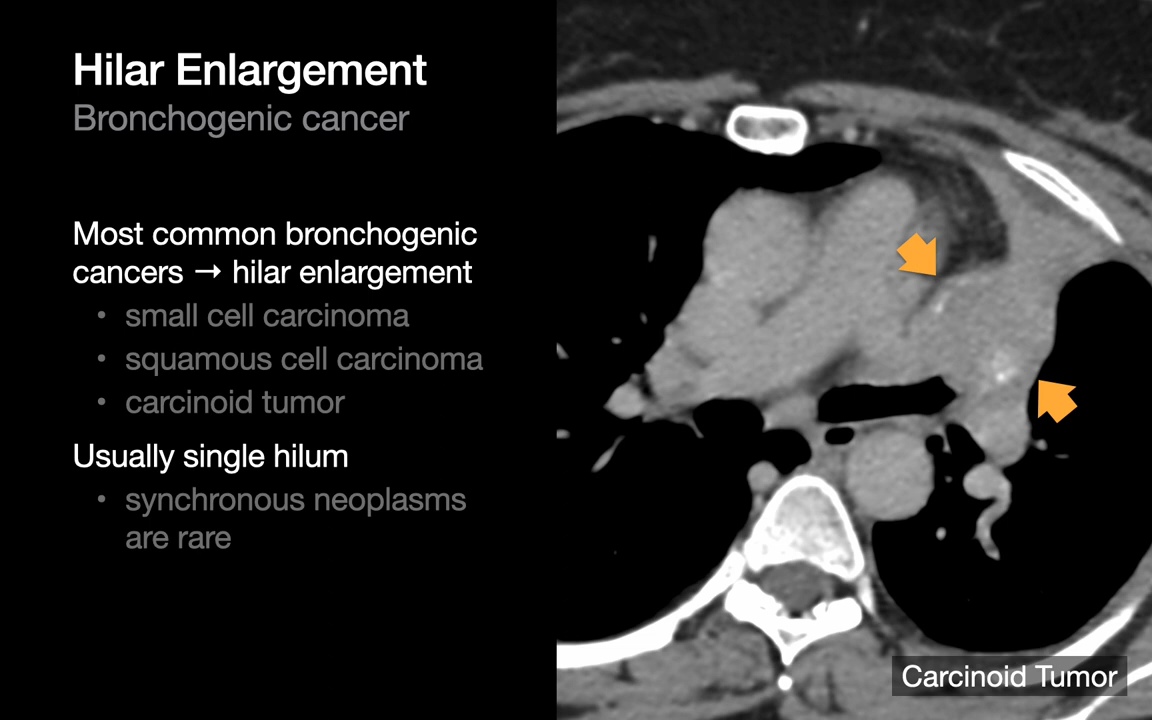 Hilar Enlargement
Bronchogenic cancer
Most common bronchogenic
cancers → hilar enlargement
• small cell carcinoma
• squamous cell carcinoma
• carcinoid tumor
Usually single hilum
• synchronous neoplasms
are rare
Carcinoid Tumor